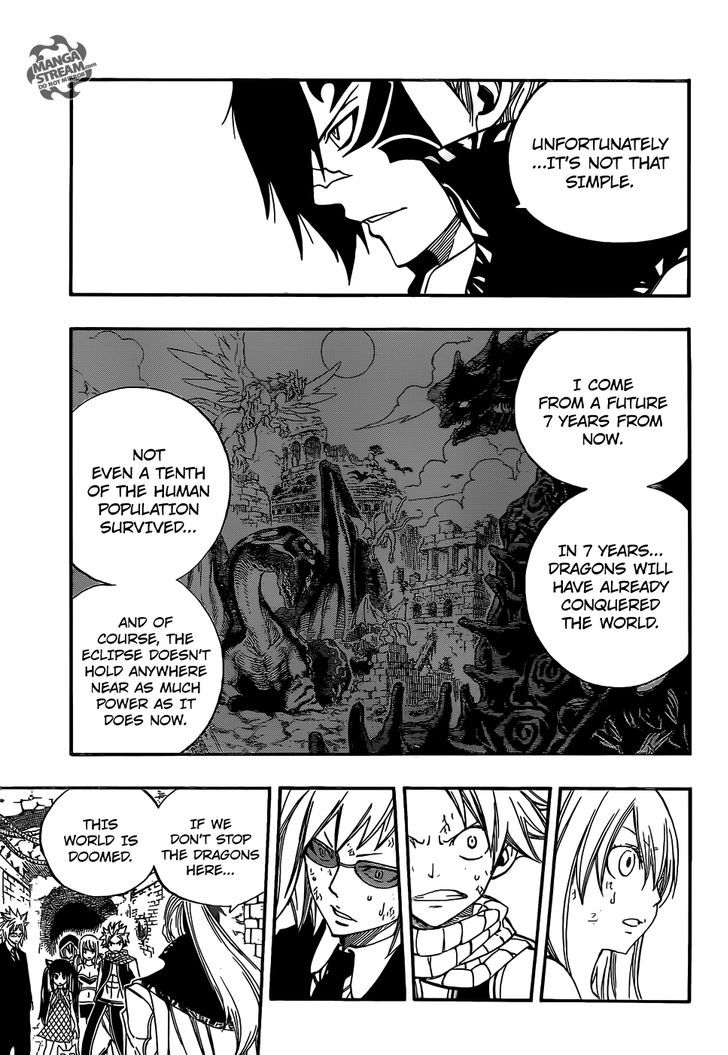 MANGA
STREAM.com
DO NOT MIRROR
UNFORTUNATELY
...IT'S NOT THAT
SIMPLE.
I COME
FROM A FUTURE
7 YEARS FROM
NOW.
IN 7 YEARS...
DRAGONS WILL
HAVE ALREADY
CONQUERED
THE WORLD.
NOT
EVEN A TENTH
OF THE HUMAN
POPULATION
SURVIVED...
AND OF
COURSE, THE
ECLIPSE DOESN'T
HOLD ANYWHERE
NEAR AS MUCH
POWER AS IT
DOES NOW.
IF WE
DON'T STOP
THE DRAGONS
HERE...
THIS
WORLD IS
DOOMED.